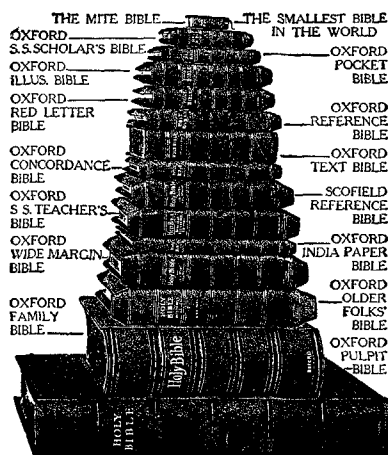 THE MITE BIBLE
THE SMALLEST BIBLE
IN THE WORLD
OXFORD
S.S. SCHOLAR'S BIBLE
OXFORD
POCKET
BIBLE
OXFORD
ILLUS. BIBLE
OXFORD
RED LETTER
BIBLE
OXFORD
REFERENCE
BIBLE
OXFORD
TEXT BIBLE
OXFORD
CONCORDANCE
BIBLE
SCOFIELD
REFERENCE
BIBLE
OXFORD
S S. TEACHER'S
BIBLE
OXFORD
INDIA PAPER
BIBLE
OXFORD
WIDE MARGIN
BIBLE
OXFORD
OLDER
FOLKS'
BIBLE
OXFORD
FAMILY
BIBLE
OXFORD
PULPIT
BIBLE
HOLY
BIBLE
Holy Bible
HOLY
BIBLE